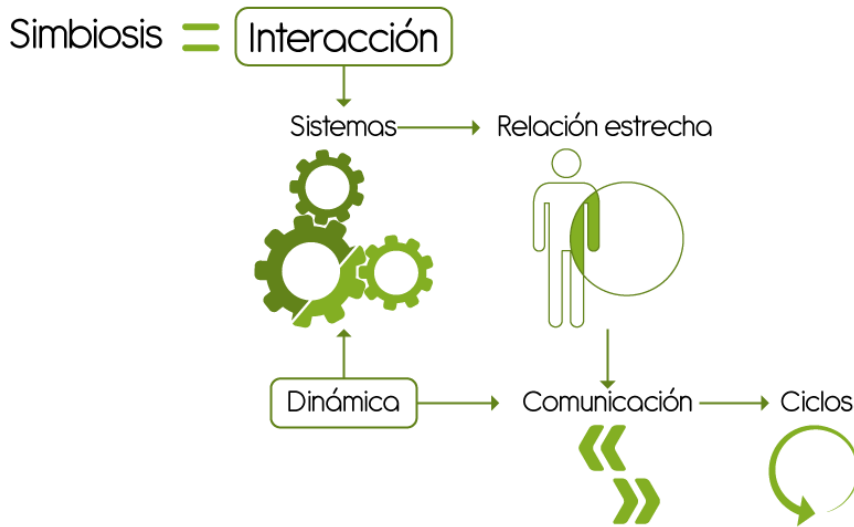 Simbiosis = Interacción
Sistemas
Relación estrecha
Dinámica
Comunicación
Ciclos